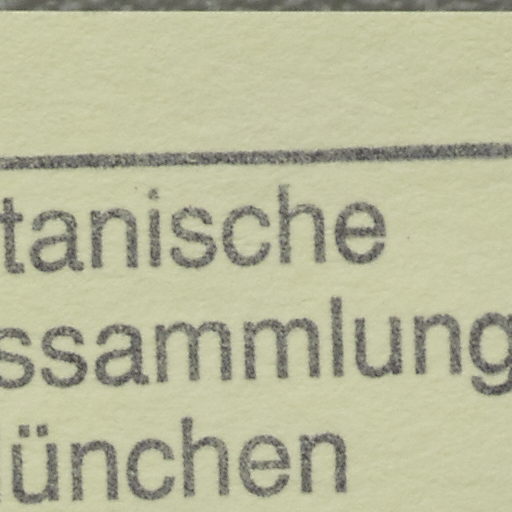 tanische
ssammlung
ünchen